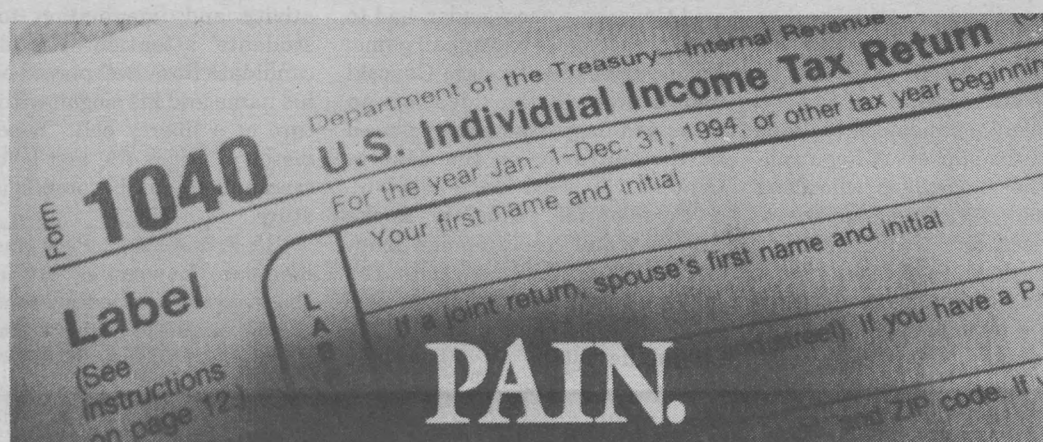 Department of the Treasury—Internal Revenue
Form 1040 U.S. Individual Income Tax Return
For the year Jan. 1–Dec. 31, 1994, or other tax year beginning
Label
(See
instructions
on page 12.)
L
A
Your first name and initial
If a joint return, spouse's first name and initial
street). If you have a P.
and ZIP code. If
PAIN.